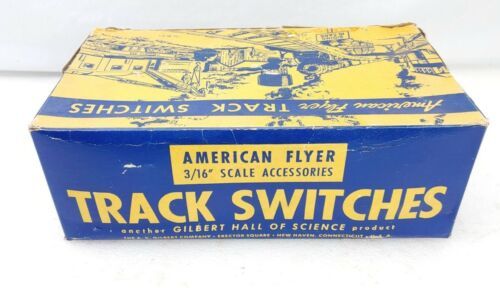 American Flyer TRACK SWITCHES
AMERICAN FLYER
3/16" SCALE ACCESSORIES
TRACK SWITCHES
another GILBERT HALL OF SCIENCE product
THE A. C. GILBERT COMPANY • ERECTOR SQUARE • NEW HAVEN, CONNECTICUT • U. S. A.